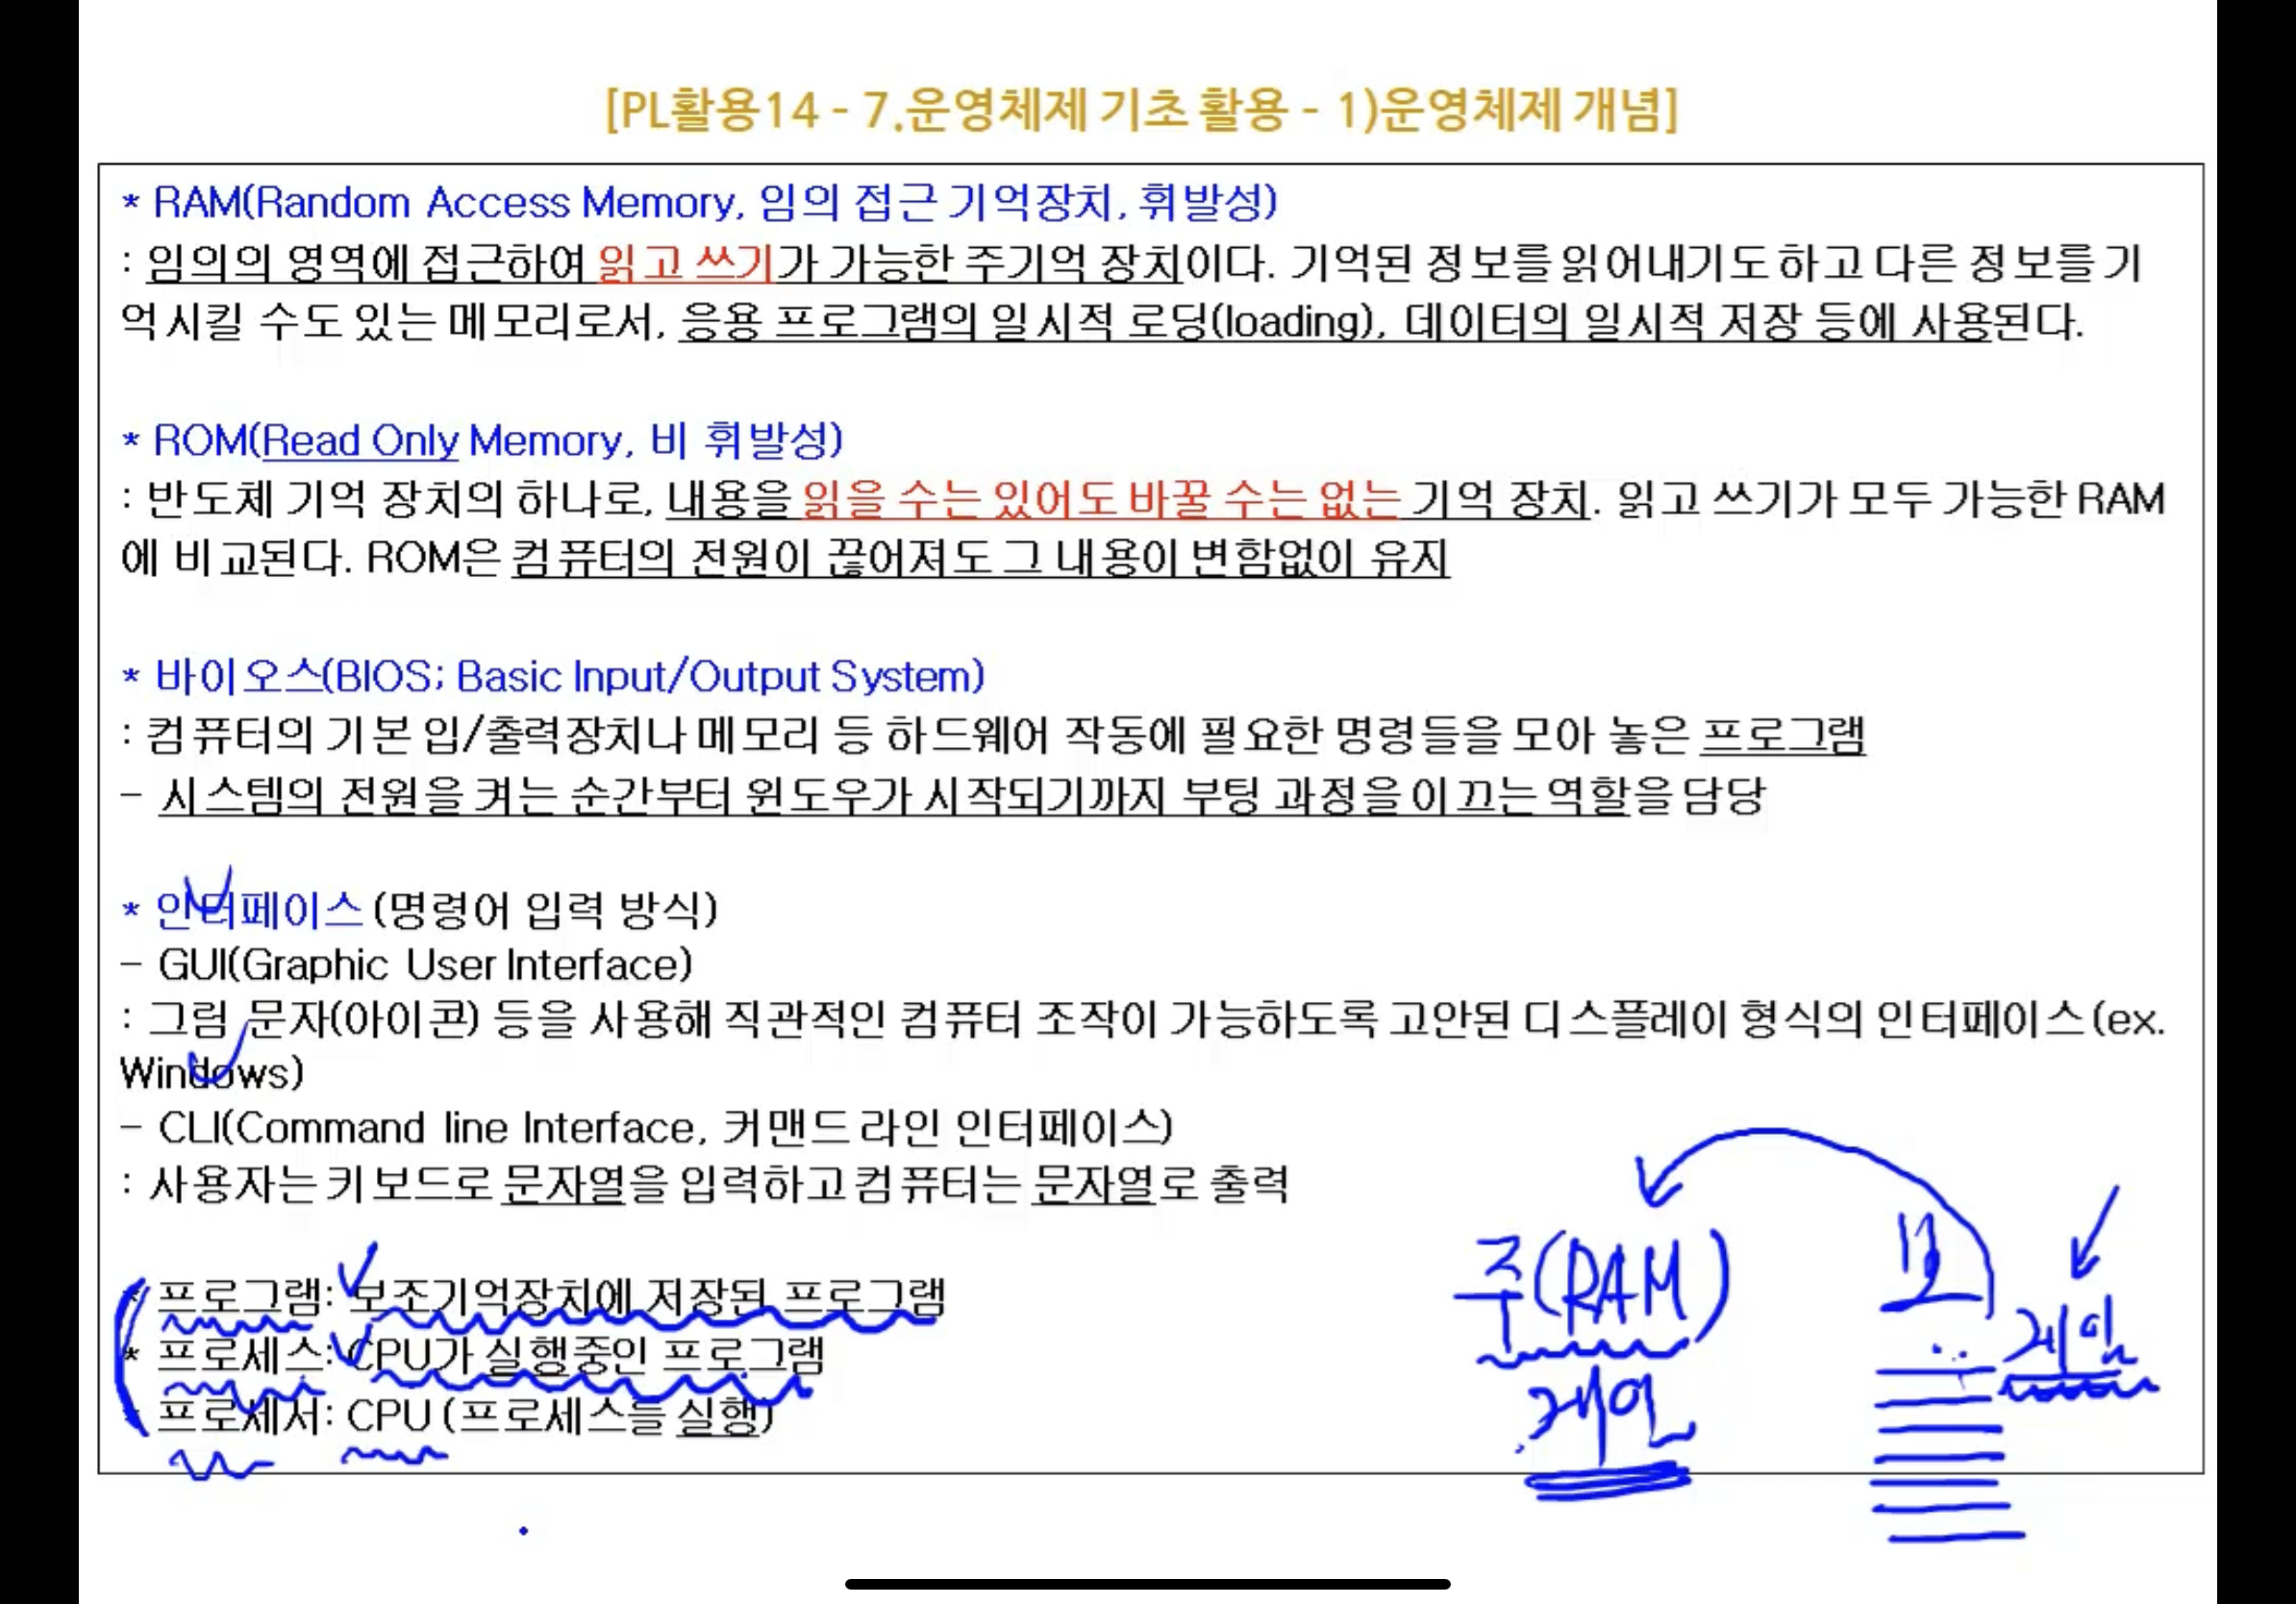 [PL활용14 - 7.운영체제 기초 활용 - 1)운영체제 개념]
* RAM(Random Access Memory, 임의 접근 기억장치, 휘발성)
: 임의의 영역에 접근하여 읽고 쓰기가 가능한 주기억 장치이다. 기억된 정보를 읽어내기도 하고 다른 정보를 기
억시킬 수도 있는 메모리로서, 응용 프로그램의 일시적 로딩(loading), 데이터의 일시적 저장 등에 사용된다.
* ROM(Read Only Memory, 비 휘발성)
: 반도체 기억 장치의 하나로, 내용을 읽을 수는 있어도 바꿀 수는 없는 기억 장치. 읽고 쓰기가 모두 가능한 RAM
에 비교된다. ROM은 컴퓨터의 전원이 끊어져도 그 내용이 변함없이 유지
* 바이오스(BIOS; Basic Input/Output System)
: 컴퓨터의 기본 입/출력장치나 메모리 등 하드웨어 작동에 필요한 명령들을 모아 놓은 프로그램
- 시스템의 전원을 켜는 순간부터 윈도우가 시작되기까지 부팅 과정을 이끄는 역할을 담당
* 인터페이스 (명령어 입력 방식)
- GUI(Graphic User Interface)
: 그림 문자(아이콘) 등을 사용해 직관적인 컴퓨터 조작이 가능하도록 고안된 디스플레이 형식의 인터페이스 (ex.
Windows)
- CLI(Command line Interface, 커맨드 라인 인터페이스)
: 사용자는 키보드로 문자열을 입력하고 컴퓨터는 문자열로 출력
* 프로그램: 보조기억장치에 저장된 프로그램
* 프로세스: CPU가 실행중인 프로그램
* 프로세서: CPU (프로세스를 실행)
주(RAM)
게임
게임